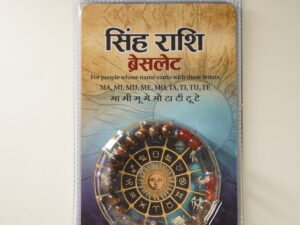 सिंह राशि
ब्रेसलेट
For people whose name starts with these letters
MA, MI, MU, ME, MO, TA, TI, TU, TE
मा मी मू मे मो टा टी टू टे